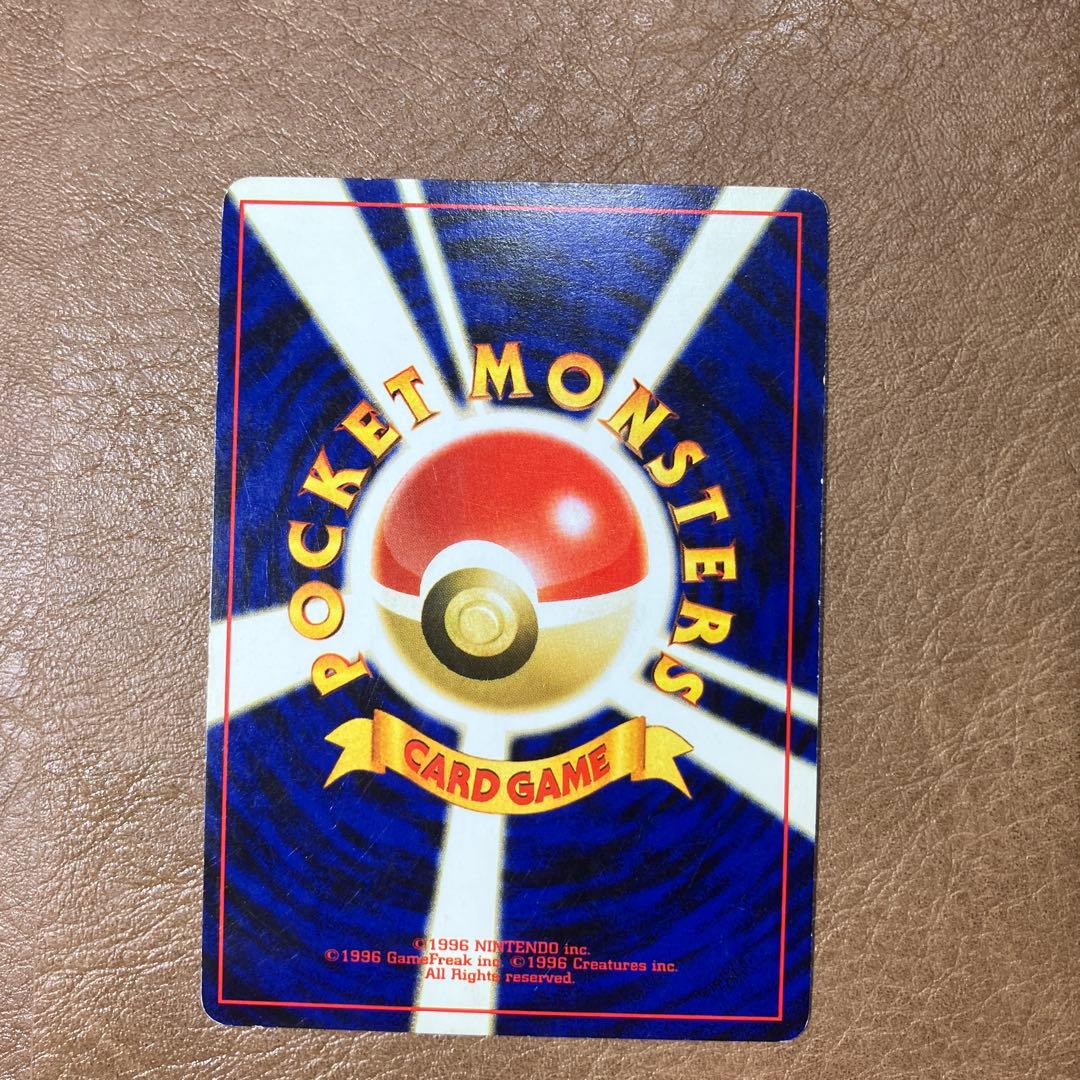 POCKET MONSTERS
CARD GAME
©1996 NINTENDO inc.
©1996 GameFreak inc. ©1996 Creatures inc.
All Rights reserved.